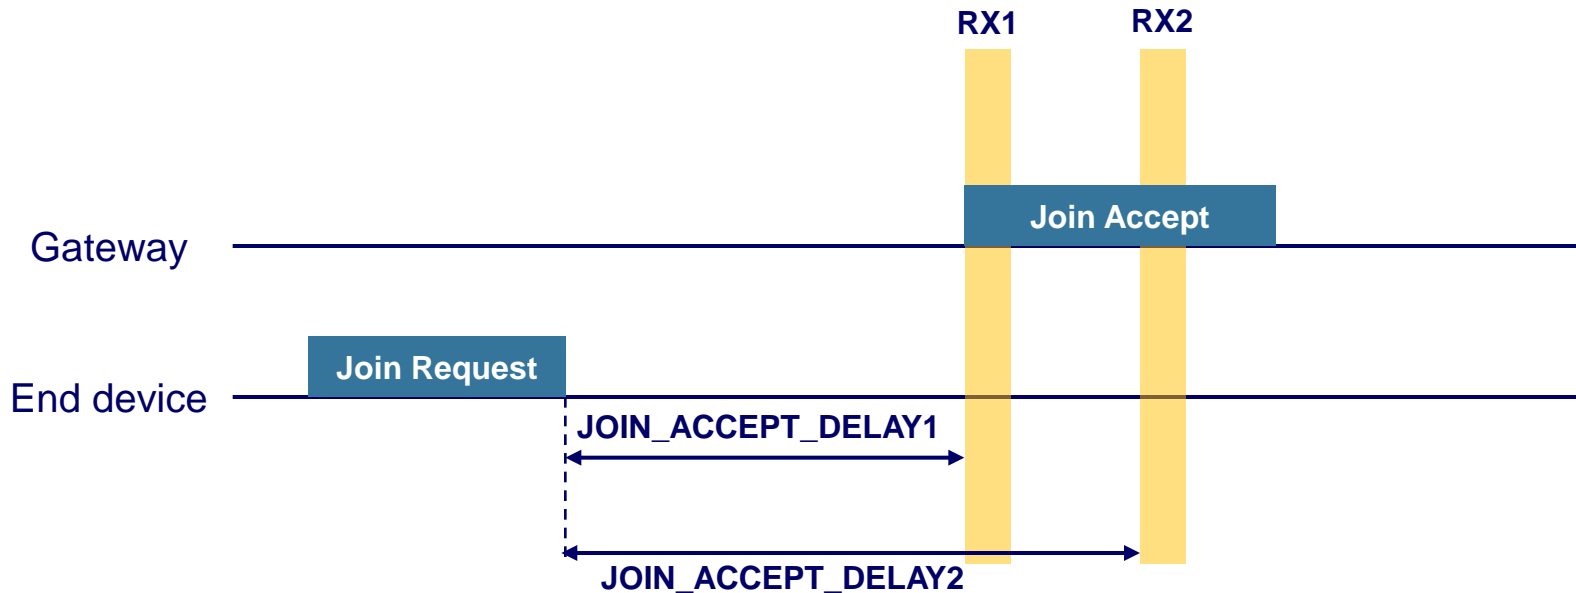 RX1
RX2
Join Accept
Gateway
Join Request
End device
JOIN_ACCEPT_DELAY1
JOIN_ACCEPT_DELAY2